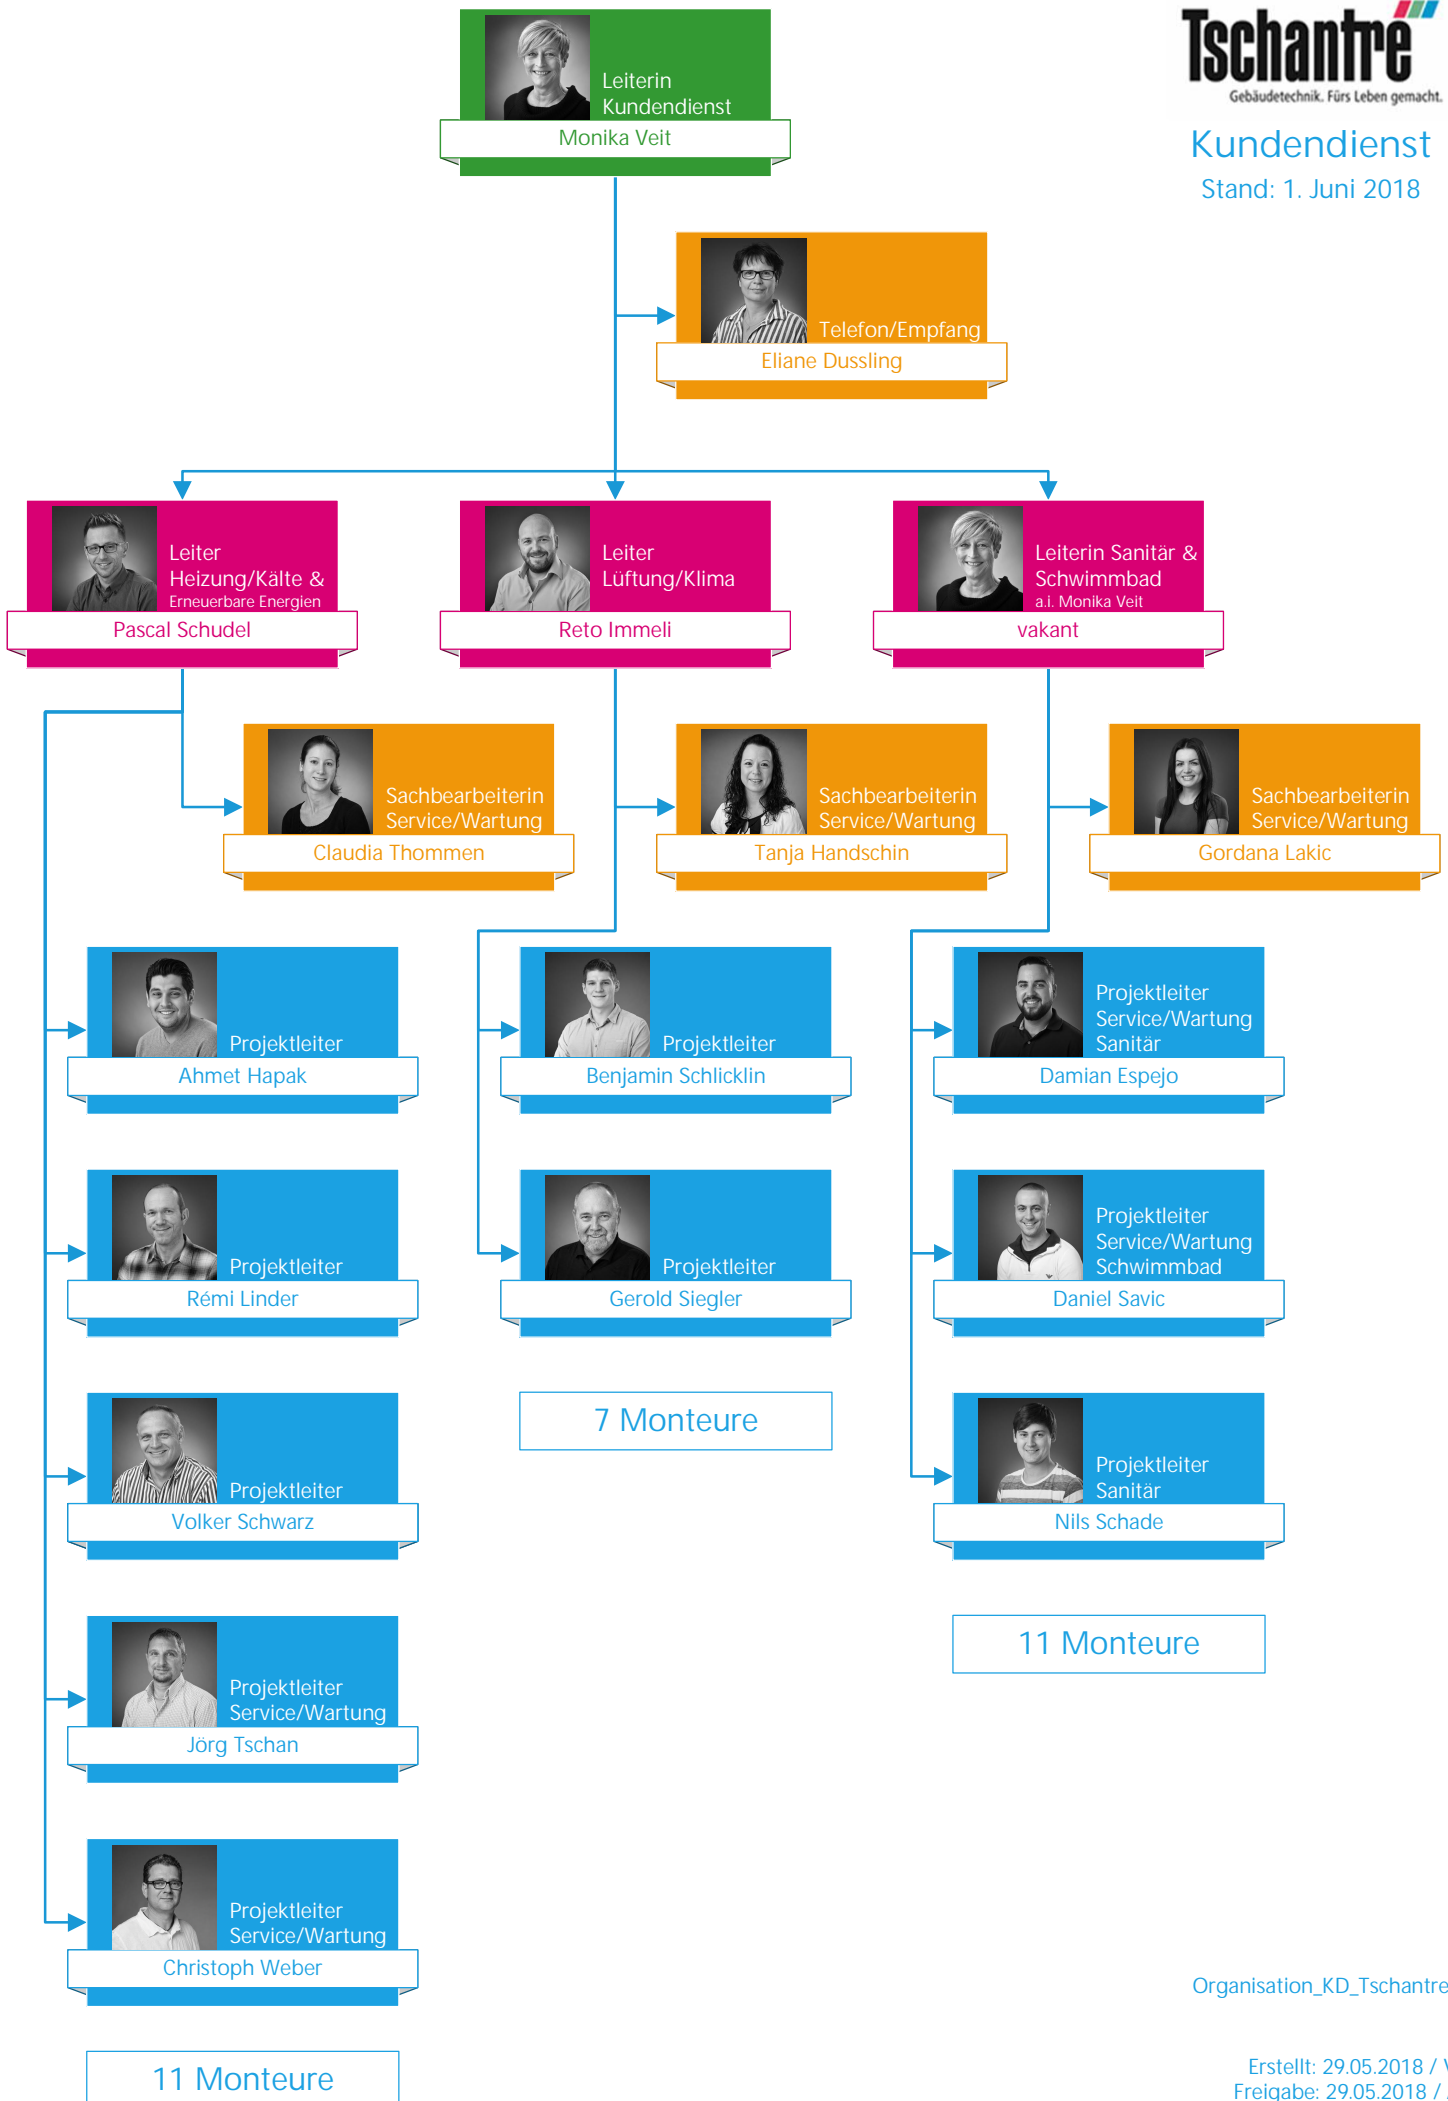 Tschantré
Gebäudetechnik. Fürs Leben gemacht.
Kundendienst
Stand: 1. Juni 2018
Leiterin
Kundendienst
Monika Veit
Telefon/Empfang
Eliane Dussling
Leiter
Heizung/Kälte &
Erneuerbare Energien
Pascal Schudel
Leiter
Lüftung/Klima
Reto Immeli
Leiterin Sanitär &
Schwimmbad
a.i. Monika Veit
vakant
Sachbearbeiterin
Service/Wartung
Claudia Thommen
Sachbearbeiterin
Service/Wartung
Tanja Handschin
Sachbearbeiterin
Service/Wartung
Gordana Lakic
Projektleiter
Ahmet Hapak
Projektleiter
Benjamin Schlicklin
Projektleiter
Service/Wartung
Sanitär
Damian Espejo
Projektleiter
Rémi Linder
Projektleiter
Gerold Siegler
Projektleiter
Service/Wartung
Schwimmbad
Daniel Savic
Projektleiter
Volker Schwarz
7 Monteure
Projektleiter
Sanitär
Nils Schade
Projektleiter
Service/Wartung
Jörg Tschan
11 Monteure
Projektleiter
Service/Wartung
Christoph Weber
11 Monteure
Organisation_KD_Tschantre
Erstellt: 29.05.2018 /
Freigabe: 29.05.2018 /